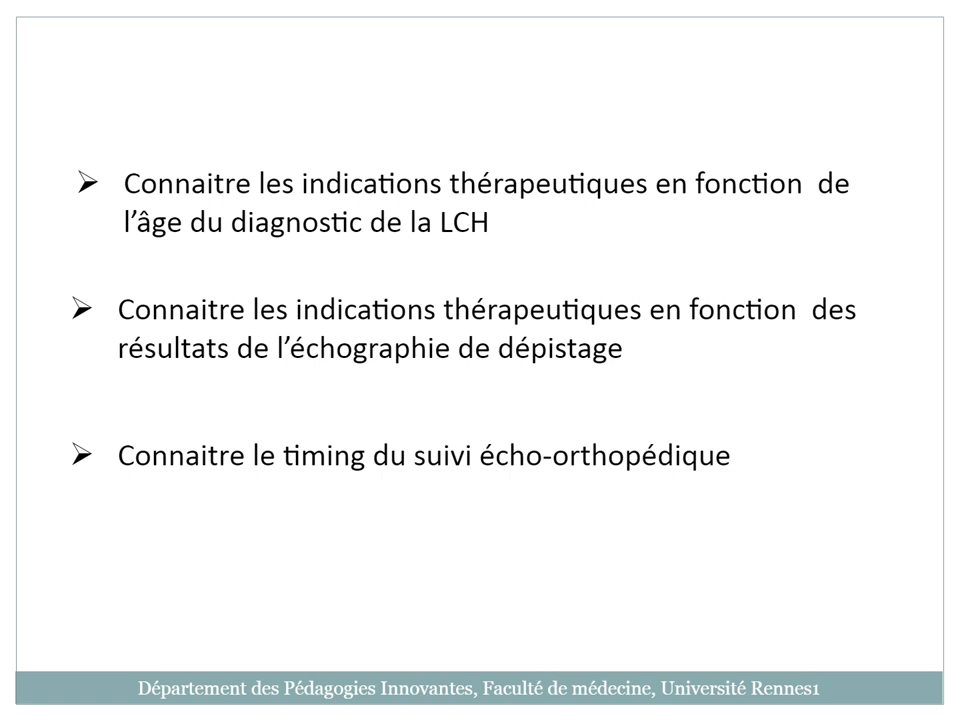 Connaitre les indications thérapeutiques en fonction de
l’âge du diagnostic de la LCH
Connaitre les indications thérapeutiques en fonction des
résultats de l’échographie de dépistage
Connaitre le timing du suivi écho-orthopédique
Département des Pédagogies Innovantes, Faculté de médecine, Université Rennes1